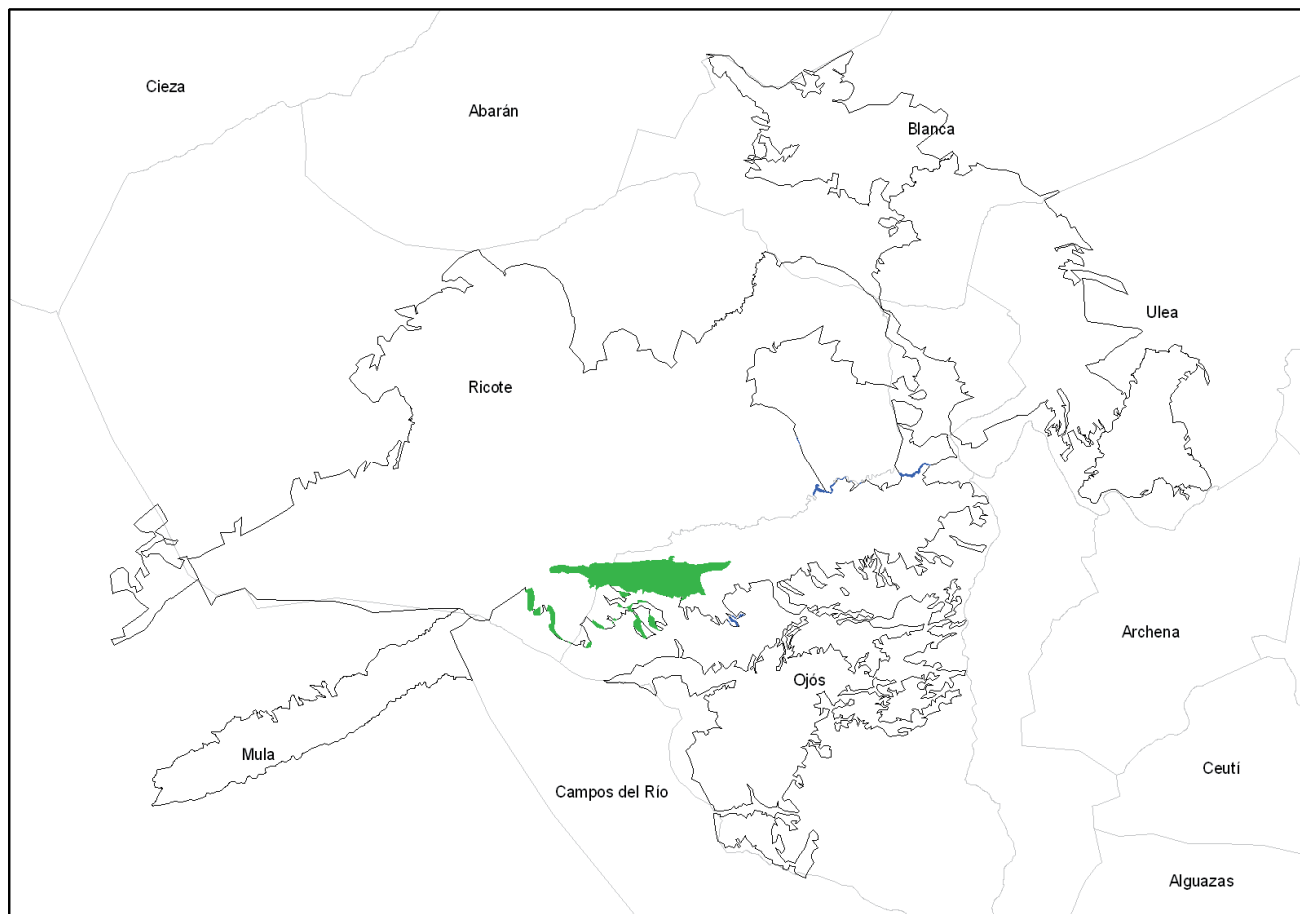 Cieza
Abarán
Blanca
Ulea
Ricote
Archena
Ojós
Mula
Ceutí
Campos del Río
Alguazas